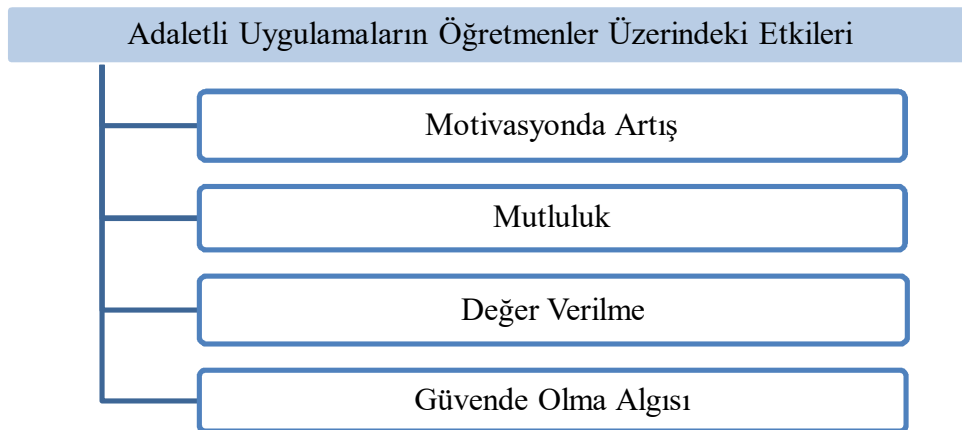 Adaletli Uygulamaların Öğretmenler Üzerindeki Etkileri
Motivasyonda Artış
Mutluluk
Değer Verilme
Güvende Olma Algısı